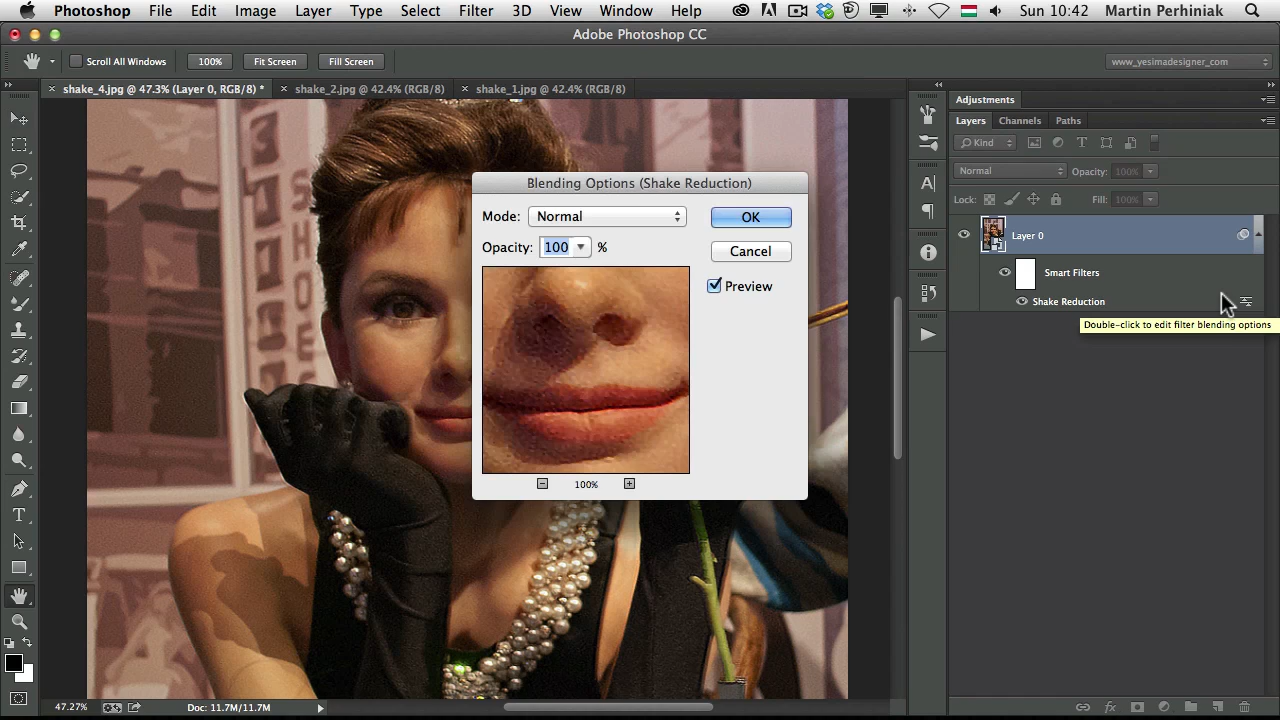 Photoshop File Edit Image Layer Type Select Filter 3D View Window Help Sun 10:42 Martin Perhiniak
Adobe Photoshop CC
Scroll All Windows 100% Fit Screen Fill Screen www_yesimadesigner_com
shake_4.jpg @ 47.3% (Layer 0, RGB/8) * shake_2.jpg @ 42.4% (RGB/8) shake_1.jpg @ 42.4% (RGB/8)
Adjustments
Layers Channels Paths
Kind
Normal Opacity: 100%
Lock: Fill: 100%
Layer 0
Smart Filters
Shake Reduction
Double-click to edit filter blending options
Blending Options (Shake Reduction)
Mode: Normal OK
Opacity: 100 % Cancel
Preview
100%
SHO
47.27% Doc: 11.7M/11.7M